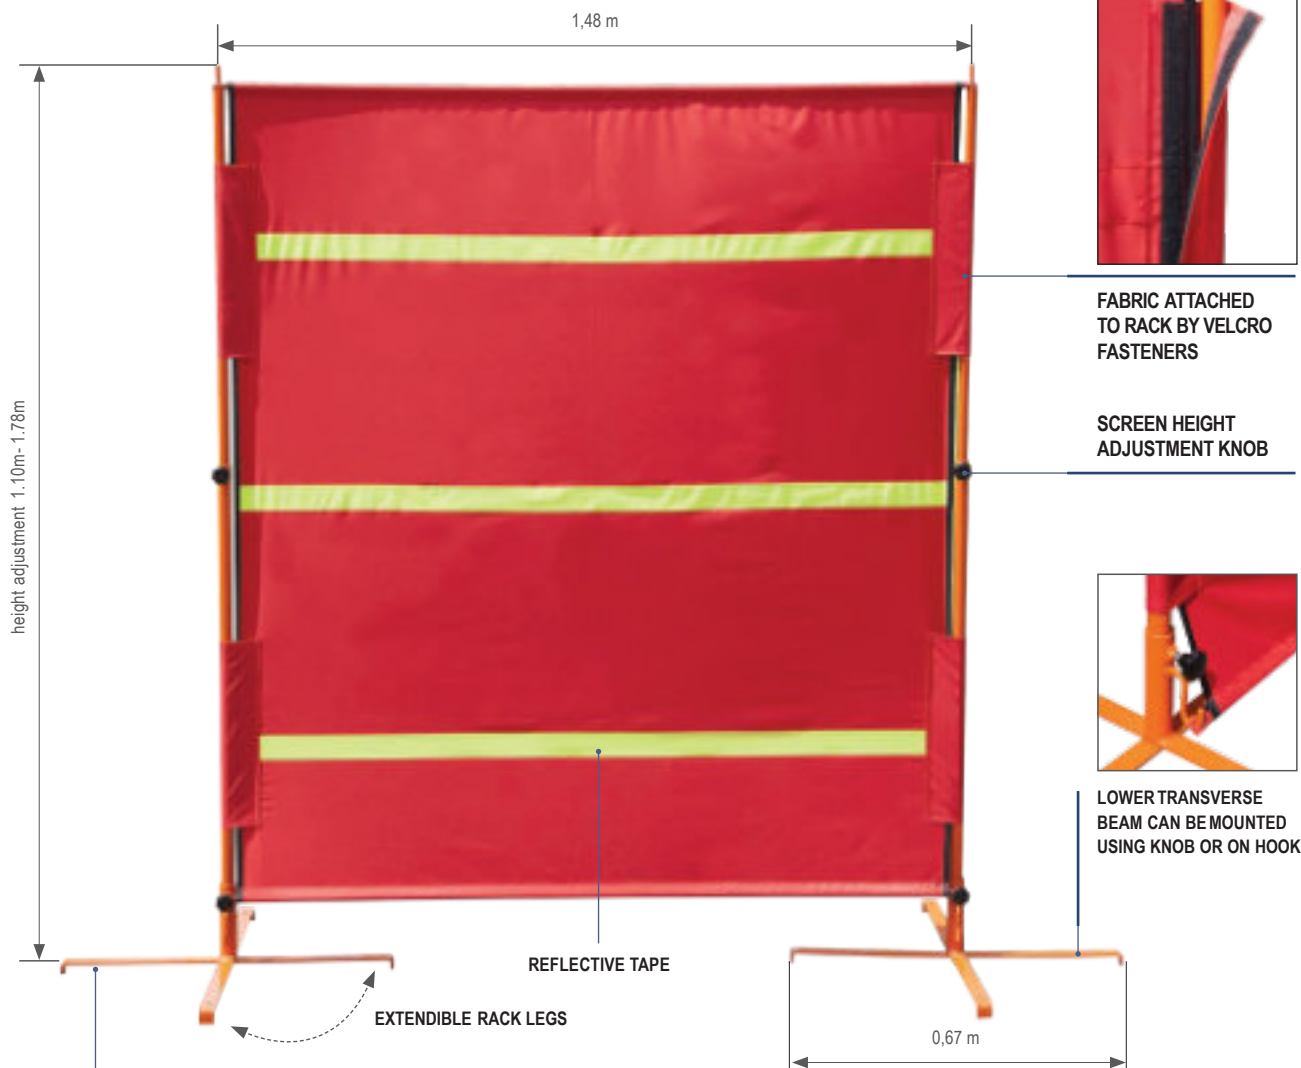 1,48 m
height adjustment 1.10m- 1.78m
FABRIC ATTACHED
TO RACK BY VELCRO
FASTENERS
SCREEN HEIGHT
ADJUSTMENT KNOB
LOWER TRANSVERSE
BEAM CAN BE MOUNTED
USING KNOB OR ON HOOK
REFLECTIVE TAPE
EXTENDIBLE RACK LEGS
0,67 m